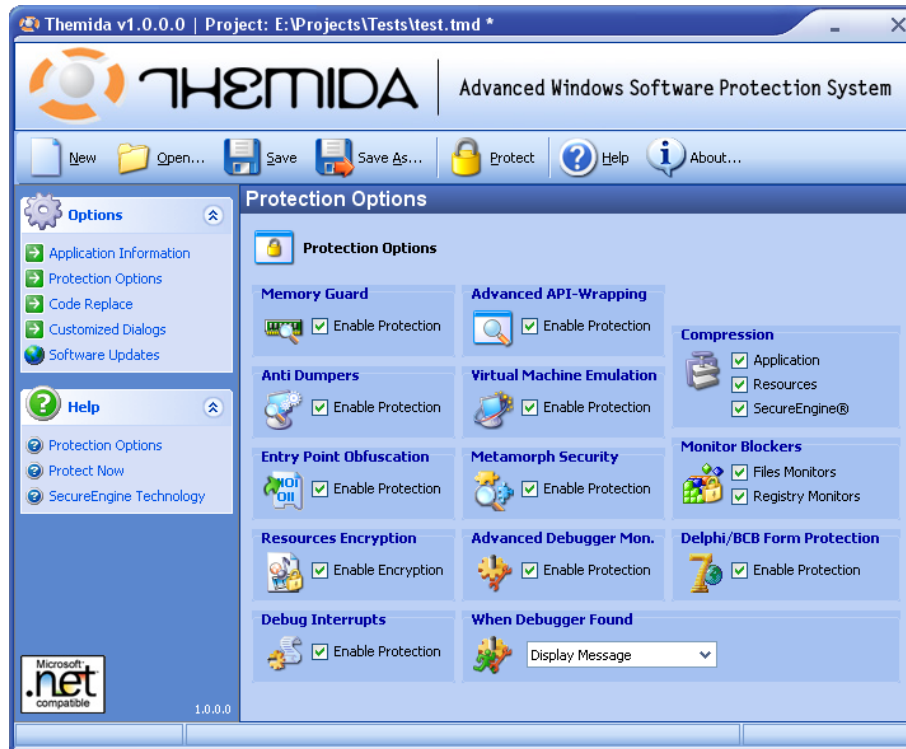 Themida v1.0.0.0 | Project: E:\Projects\Tests\test.tmd *
THEMIDA
Advanced Windows Software Protection System
New
Open...
Save
Save As...
Protect
Help
About...
Options
Application Information
Protection Options
Code Replace
Customized Dialogs
Software Updates
Help
Protection Options
Protect Now
SecureEngine Technology
Microsoft
.net
compatible
1.0.0.0
Protection Options
Protection Options
Memory Guard
Enable Protection
Advanced API-Wrapping
Enable Protection
Compression
Application
Resources
SecureEngine®
Anti Dumpers
Enable Protection
Virtual Machine Emulation
Enable Protection
Monitor Blockers
Files Monitors
Registry Monitors
Entry Point Obfuscation
Enable Protection
Metamorph Security
Enable Protection
Resources Encryption
Enable Encryption
Advanced Debugger Mon.
Enable Protection
Delphi/BCB Form Protection
Enable Protection
Debug Interrupts
Enable Protection
When Debugger Found
Display Message